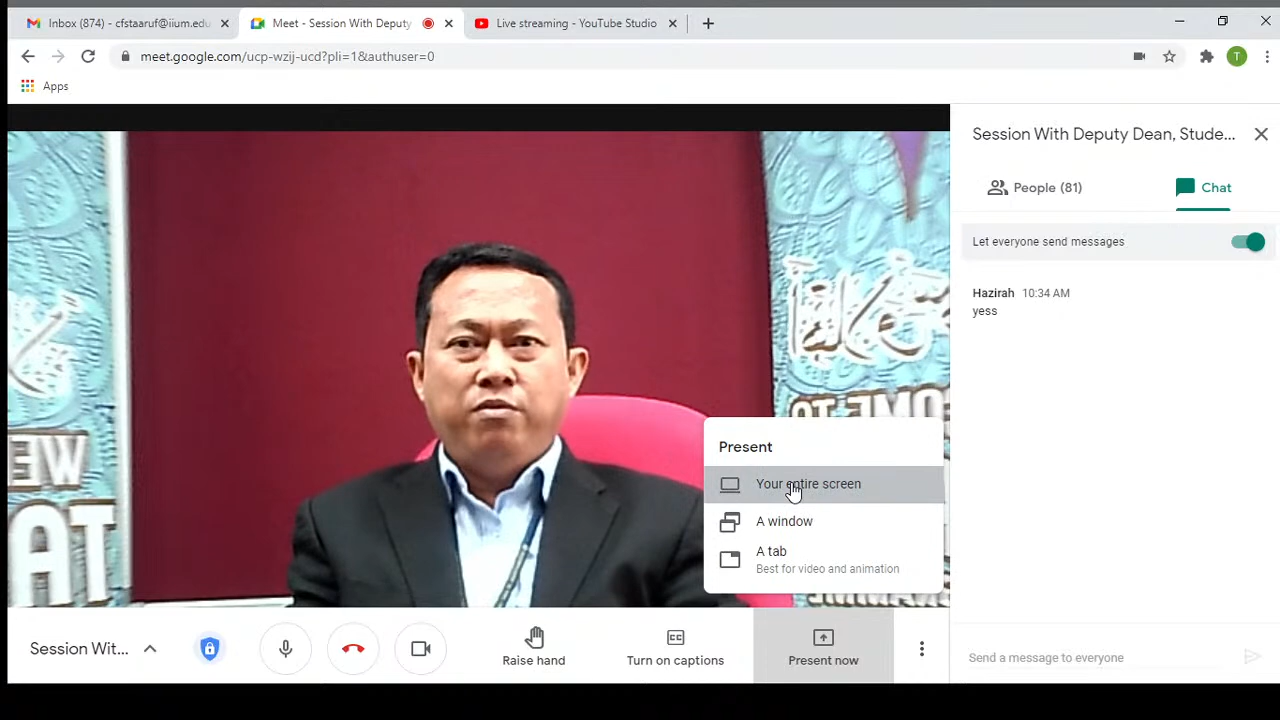 Inbox (874) - cfstaaruf@iium.edu
Meet - Session With Deputy
Live streaming - YouTube Studio
meet.google.com/ucp-wzij-ucd?pli=1&authuser=0
T
Apps
Session With Deputy Dean, Stude...
People (81)
Chat
Let everyone send messages
Hazirah 10:34 AM
yess
Present
Your entire screen
A window
A tab
Best for video and animation
Session Wit...
Raise hand
CC
Turn on captions
Present now
Send a message to everyone